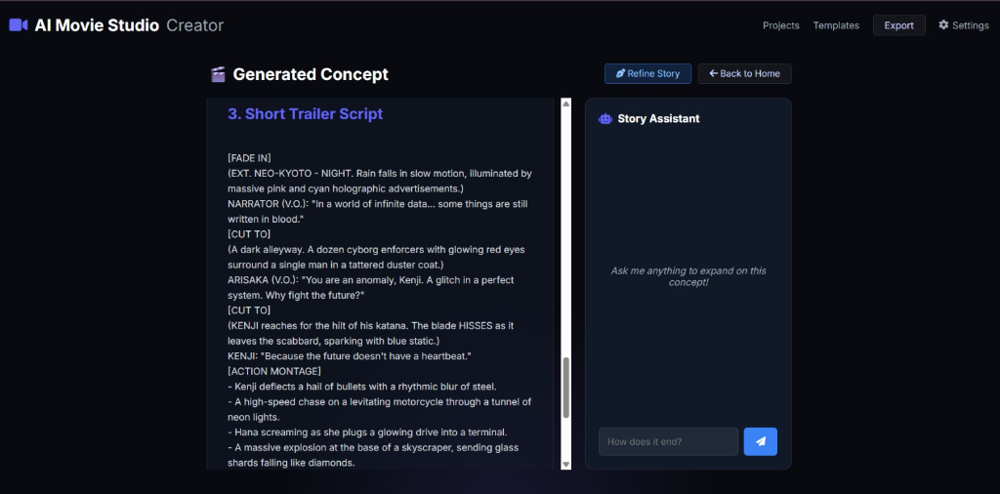 AI Movie Studio Creator
Projects
Templates
Export
Settings
Generated Concept
Refine Story
Back to Home
3. Short Trailer Script
[FADE IN]
(EXT. NEO-KYOTO - NIGHT. Rain falls in slow motion, illuminated by
massive pink and cyan holographic advertisements.)
NARRATOR (V.O.): "In a world of infinite data... some things are still
written in blood."
[CUT TO]
(A dark alleyway. A dozen cyborg enforcers with glowing red eyes
surround a single man in a tattered duster coat.)
ARISAKA (V.O.): "You are an anomaly, Kenji. A glitch in a perfect
system. Why fight the future?"
[CUT TO]
(KENJI reaches for the hilt of his katana. The blade HISSES as it
leaves the scabbard, sparking with blue static.)
KENJI: "Because the future doesn't have a heartbeat."
[ACTION MONTAGE]
- Kenji deflects a hail of bullets with a rhythmic blur of steel.
- A high-speed chase on a levitating motorcycle through a tunnel of
neon lights.
- Hana screaming as she plugs a glowing drive into a terminal.
- A massive explosion at the base of a skyscraper, sending glass
shards falling like diamonds.
Story Assistant
Ask me anything to expand on this
concept!
How does it end?